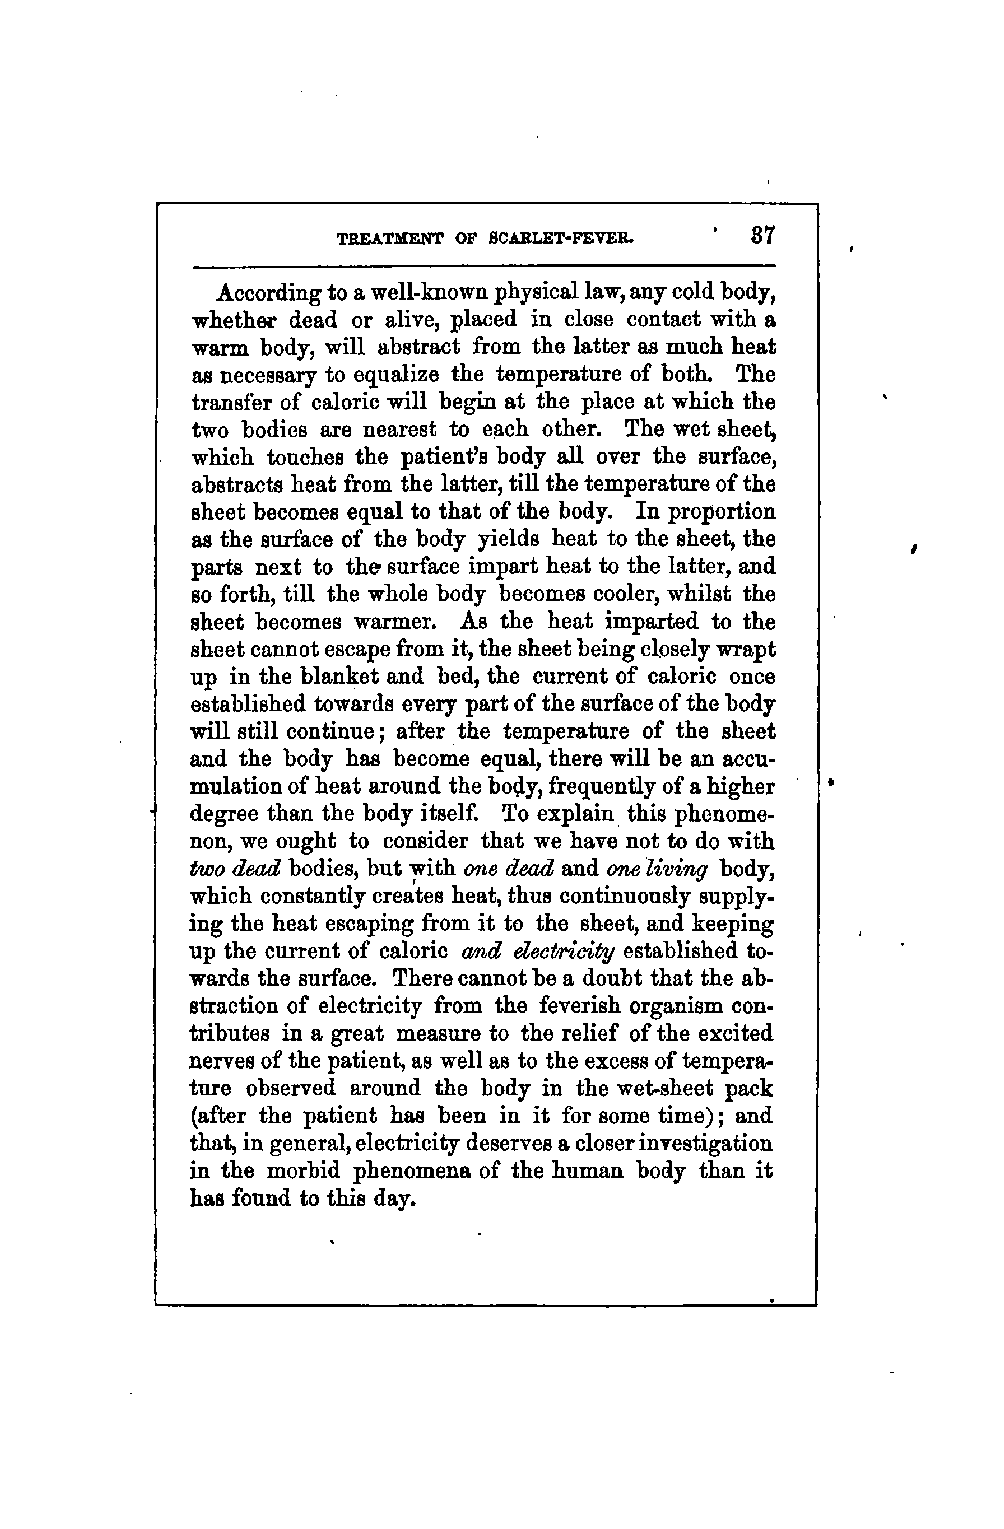 TREATMENT OF SCARLET-FEVER. 37
According to a well-known physical law, any cold body,
whether dead or alive, placed in close contact with a
warm body, will abstract from the latter as much heat
as necessary to equalize the temperature of both. The
transfer of caloric will begin at the place at which the
two bodies are nearest to each other. The wet sheet,
which touches the patient's body all over the surface,
abstracts heat from the latter, till the temperature of the
sheet becomes equal to that of the body. In proportion
as the surface of the body yields heat to the sheet, the
parts next to the surface impart heat to the latter, and
so forth, till the whole body becomes cooler, whilst the
sheet becomes warmer. As the heat imparted to the
sheet cannot escape from it, the sheet being closely wrapt
up in the blanket and bed, the current of caloric once
established towards every part of the surface of the body
will still continue; after the temperature of the sheet
and the body has become equal, there will be an accu-
mulation of heat around the body, frequently of a higher
degree than the body itself. To explain this phenome-
non, we ought to consider that we have not to do with
two dead bodies, but with one dead and one living body,
which constantly creates heat, thus continuously supply-
ing the heat escaping from it to the sheet, and keeping
up the current of caloric and electricity established to-
wards the surface. There cannot be a doubt that the ab-
straction of electricity from the feverish organism con-
tributes in a great measure to the relief of the excited
nerves of the patient, as well as to the excess of tempera-
ture observed around the body in the wet-sheet pack
(after the patient has been in it for some time); and
that, in general, electricity deserves a closer investigation
in the morbid phenomena of the human body than it
has found to this day.